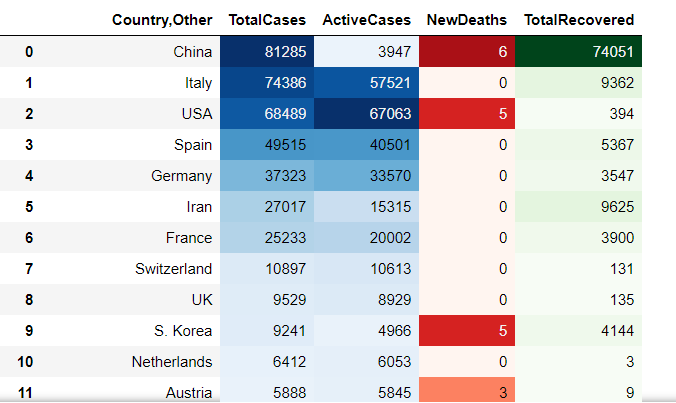 Country,Other TotalCases ActiveCases NewDeaths TotalRecovered
0 China 81285 3947 6 74051
1 Italy 74386 57521 0 9362
2 USA 68489 67063 5 394
3 Spain 49515 40501 0 5367
4 Germany 37323 33570 0 3547
5 Iran 27017 15315 0 9625
6 France 25233 20002 0 3900
7 Switzerland 10897 10613 0 131
8 UK 9529 8929 0 135
9 S. Korea 9241 4966 5 4144
10 Netherlands 6412 6053 0 3
11 Austria 5888 5845 3 9